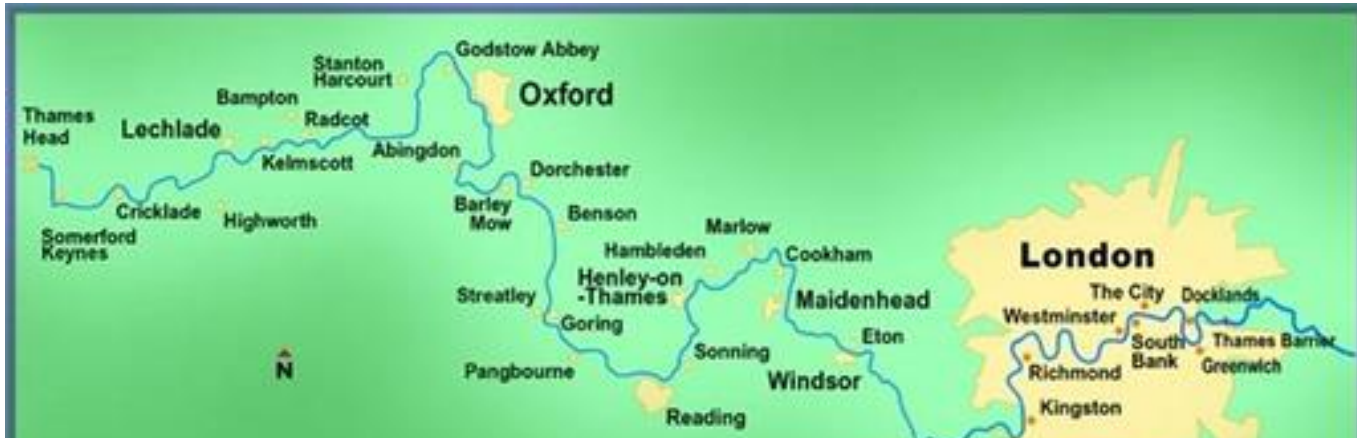 Godstow Abbey
Stanton
Harcourt
Oxford
Bampton
Thames
Head
Radcot
Lechlade
Abingdon
Kelmscott
Dorchester
Barley
Mow
Benson
Cricklade
Highworth
Somerford
Keynes
Marlow
Hambleden
Cookham
London
Henley-on
-Thames
Streatley
Maidenhead
The City
Docklands
Goring
Westminster
Eton
South
Bank
Thames Barrier
Sonning
Pangbourne
Greenwich
N
Windsor
Richmond
Reading
Kingston